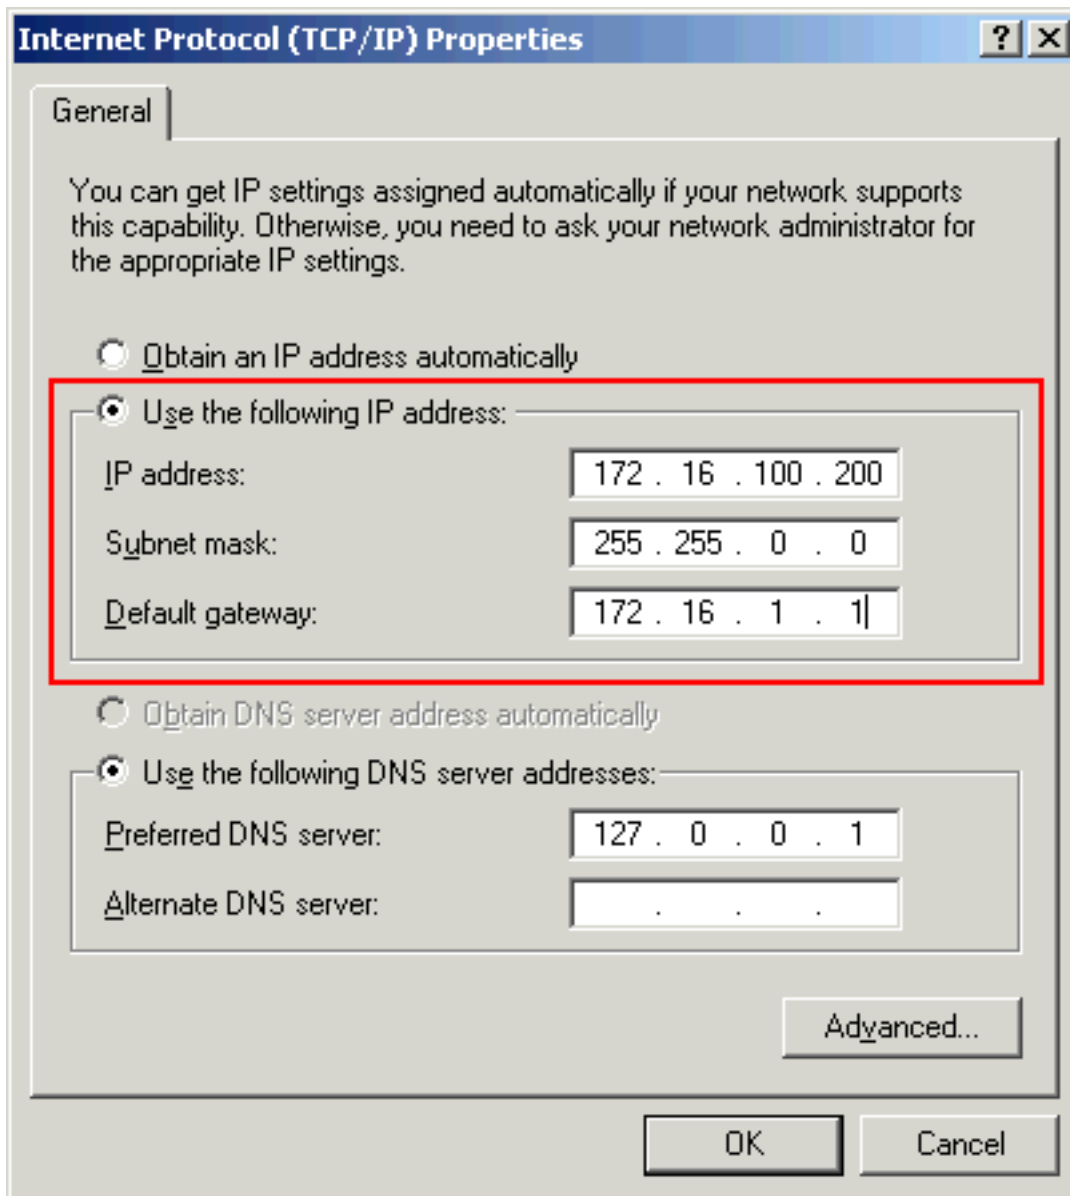 Internet Protocol (TCP/IP) Properties
General
You can get IP settings assigned automatically if your network supports
this capability. Otherwise, you need to ask your network administrator for
the appropriate IP settings.
Obtain an IP address automatically
Use the following IP address:
IP address: 172 . 16 . 100 . 200
Subnet mask: 255 . 255 . 0 . 0
Default gateway: 172 . 16 . 1 . 1
Obtain DNS server address automatically
Use the following DNS server addresses:
Preferred DNS server: 127 . 0 . 0 . 1
Alternate DNS server: . . .
Advanced...
OK Cancel